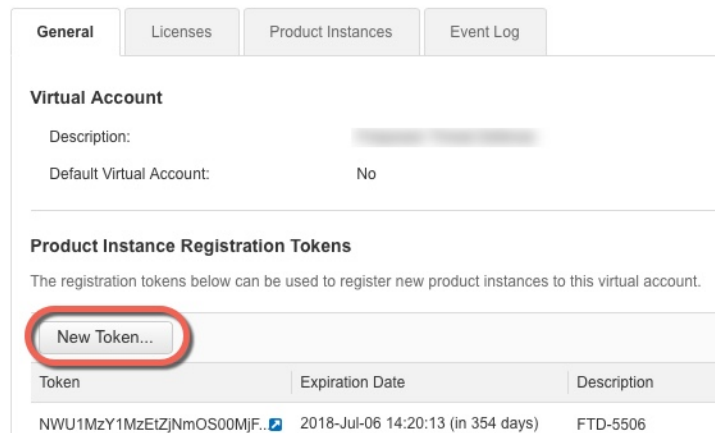 General Licenses Product Instances Event Log
Virtual Account
Description:
Default Virtual Account: No
Product Instance Registration Tokens
The registration tokens below can be used to register new product instances to this virtual account.
New Token...
Token Expiration Date Description
NWU1MzY1MzEtZjNmOS00MjF.. 2018-Jul-06 14:20:13 (in 354 days) FTD-5506